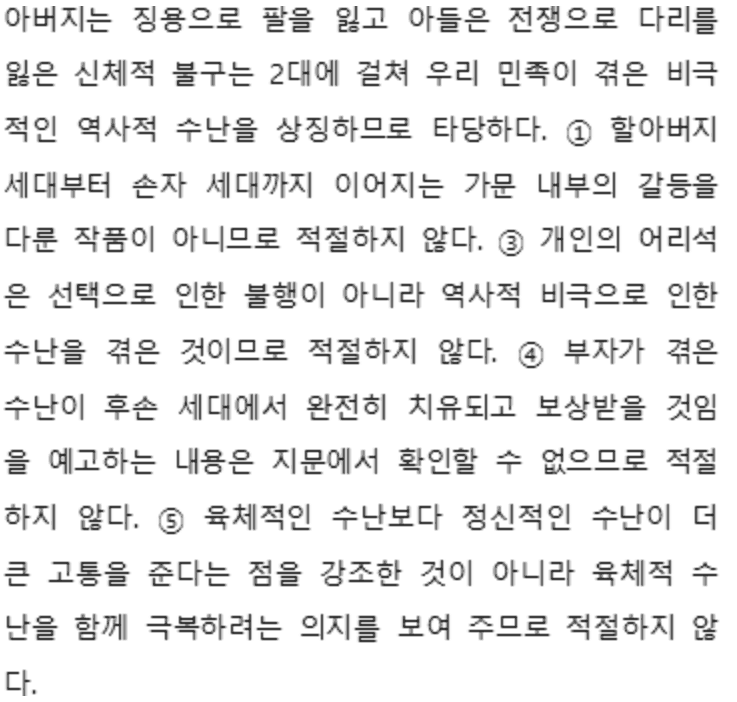 아버지는 징용으로 팔을 잃고 아들은 전쟁으로 다리를
잃은 신체적 불구는 2대에 걸쳐 우리 민족이 겪은 비극
적인 역사적 수난을 상징하므로 타당하다. ① 할아버지
세대부터 손자 세대까지 이어지는 가문 내부의 갈등을
다룬 작품이 아니므로 적절하지 않다. ③ 개인의 어리석
은 선택으로 인한 불행이 아니라 역사적 비극으로 인한
수난을 겪은 것이므로 적절하지 않다. ④ 부자가 겪은
수난이 후손 세대에서 완전히 치유되고 보상받을 것임
을 예고하는 내용은 지문에서 확인할 수 없으므로 적절
하지 않다. ⑤ 육체적인 수난보다 정신적인 수난이 더
큰 고통을 준다는 점을 강조한 것이 아니라 육체적 수
난을 함께 극복하려는 의지를 보여 주므로 적절하지 않
다.